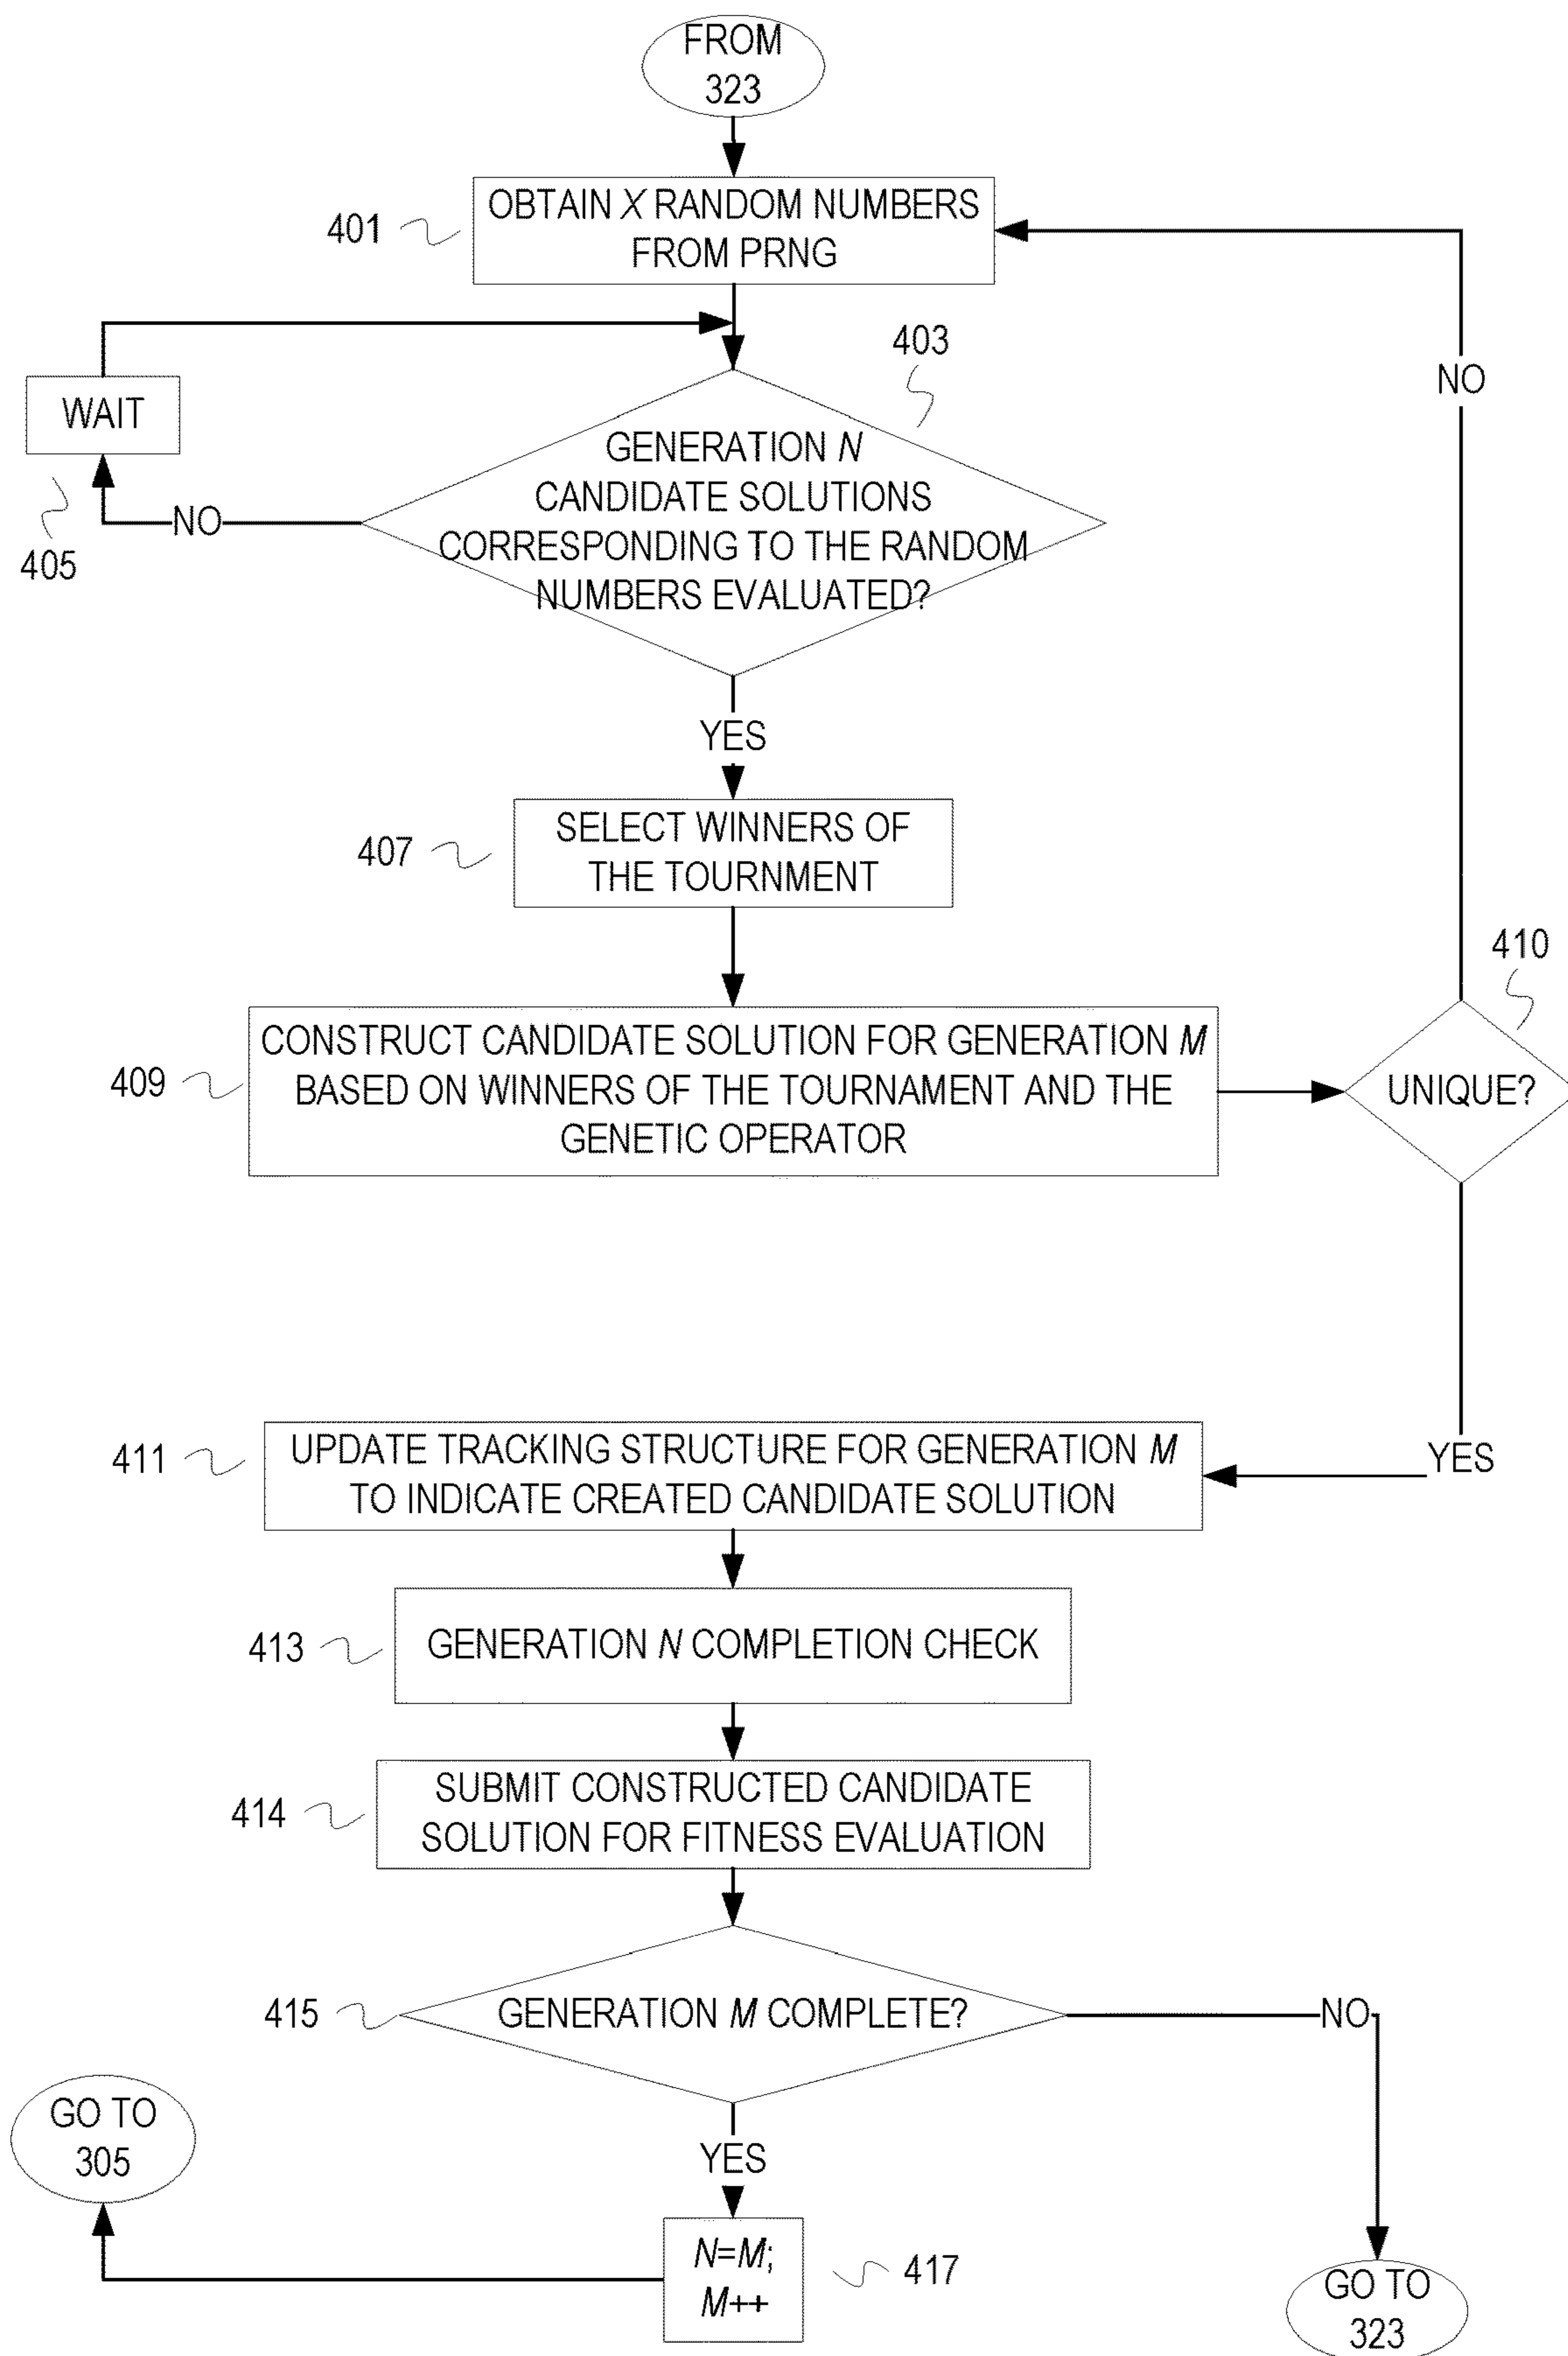 FROM
323
401
OBTAIN X RANDOM NUMBERS
FROM PRNG
403
WAIT
405
NO
GENERATION N
CANDIDATE SOLUTIONS
CORRESPONDING TO THE RANDOM
NUMBERS EVALUATED?
NO
YES
407
SELECT WINNERS OF
THE TOURNMENT
409
CONSTRUCT CANDIDATE SOLUTION FOR GENERATION M
BASED ON WINNERS OF THE TOURNAMENT AND THE
GENETIC OPERATOR
410
UNIQUE?
YES
411
UPDATE TRACKING STRUCTURE FOR GENERATION M
TO INDICATE CREATED CANDIDATE SOLUTION
413
GENERATION N COMPLETION CHECK
414
SUBMIT CONSTRUCTED CANDIDATE
SOLUTION FOR FITNESS EVALUATION
415
GENERATION M COMPLETE?
NO
YES
GO TO
305
N=M;
M++
417
GO TO
323